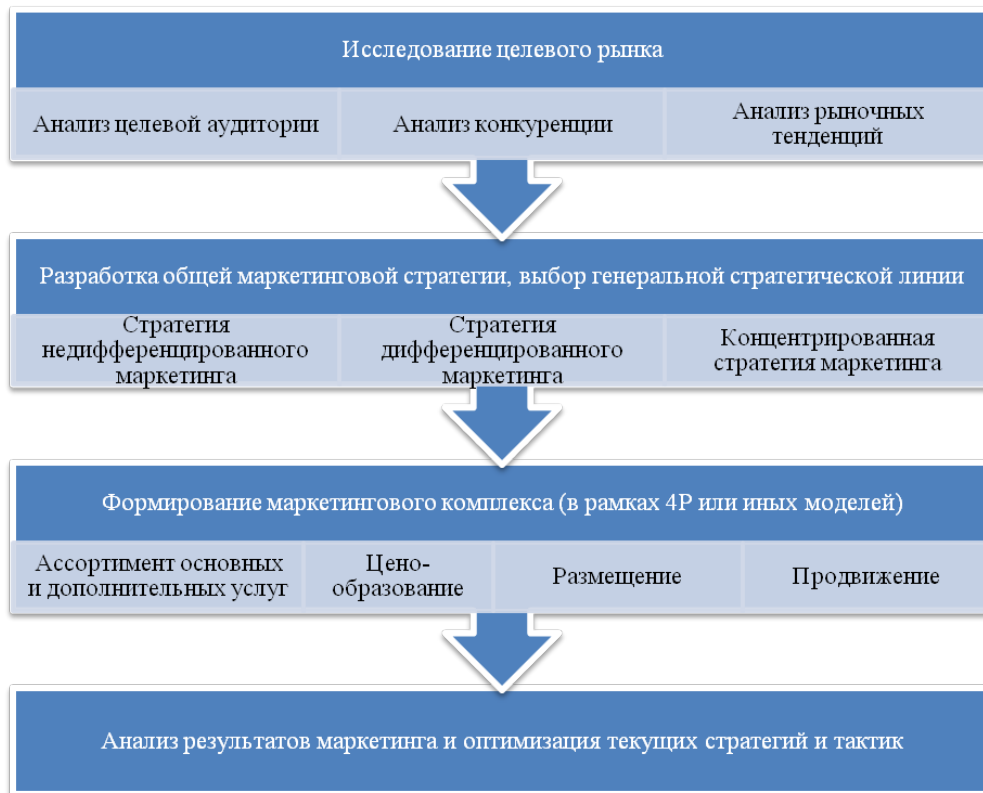 Исследование целевого рынка
Анализ целевой аудитории
Анализ конкуренции
Анализ рыночных
тенденций
Разработка общей маркетинговой стратегии, выбор генеральной стратегической линии
Стратегия
недифференцированного
маркетинга
Стратегия
дифференцированного
маркетинга
Концентрированная
стратегия маркетинга
Формирование маркетингового комплекса (в рамках 4P или иных моделей)
Ассортимент основных
и дополнительных услуг
Цено-
образование
Размещение
Продвижение
Анализ результатов маркетинга и оптимизация текущих стратегий и тактик